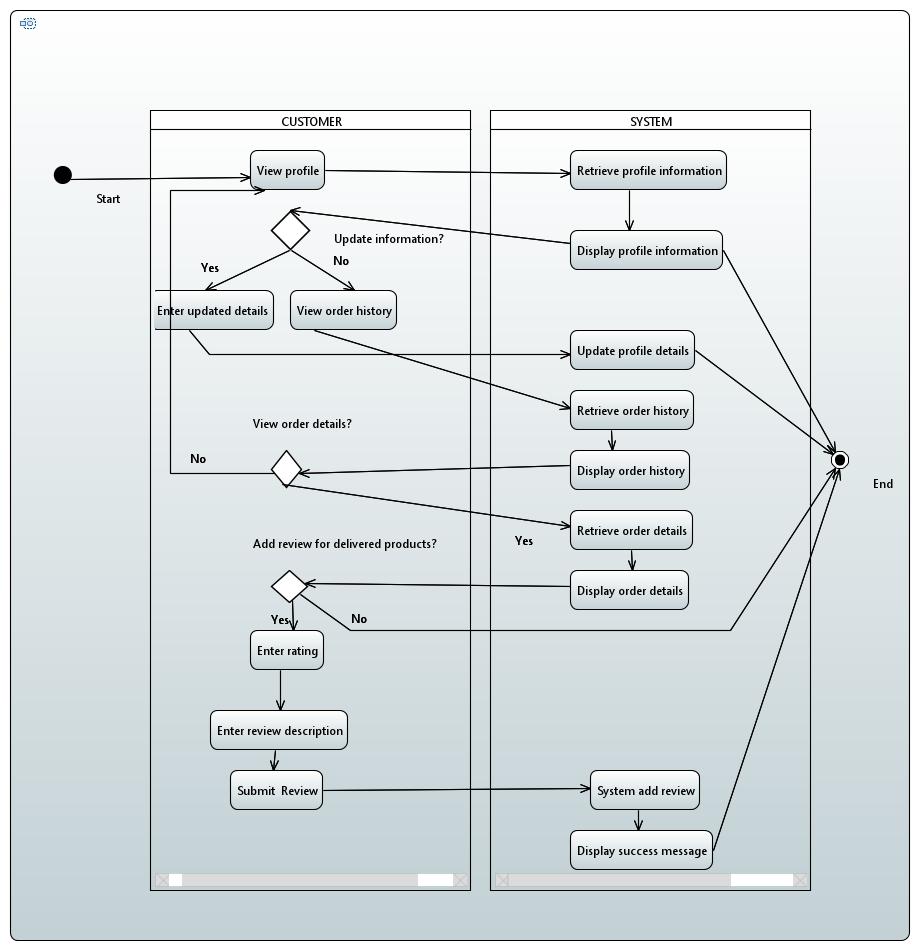 CUSTOMER
SYSTEM
View profile
Retrieve profile information
Start
Update information?
Display profile information
No
Yes
Enter updated details
View order history
Update profile details
Retrieve order history
View order details?
No
Display order history
End
Retrieve order details
Yes
Add review for delivered products?
Display order details
Yes
No
Enter rating
Enter review description
Submit  Review
System add review
Display success message